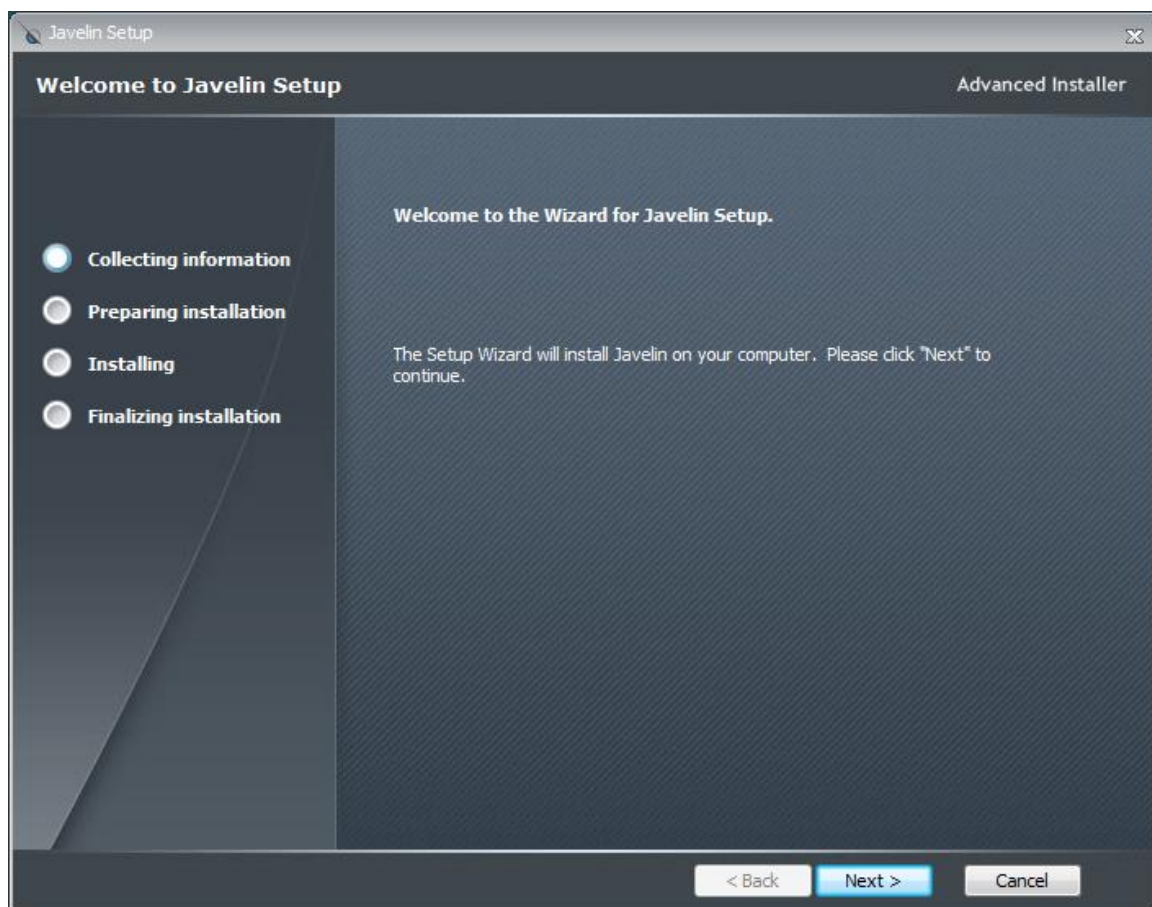 Javelin Setup
Welcome to Javelin Setup
Advanced Installer
Welcome to the Wizard for Javelin Setup.
Collecting information
Preparing installation
Installing
Finalizing installation
The Setup Wizard will install Javelin on your computer.  Please click "Next" to
continue.
< Back
Next >
Cancel